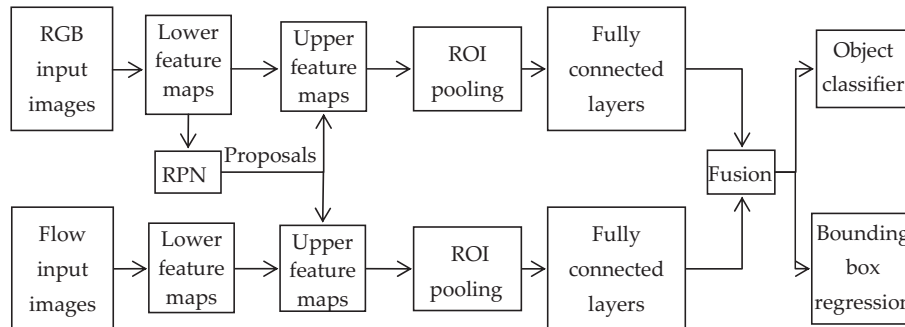 RGB
input
images
Lower
feature
maps
Upper
feature
maps
ROI
pooling
Fully
connected
layers
Object
classifier
RPN
Proposals
Fusion
Flow
input
images
Lower
feature
maps
Upper
feature
maps
ROI
pooling
Fully
connected
layers
Bounding
box
regression